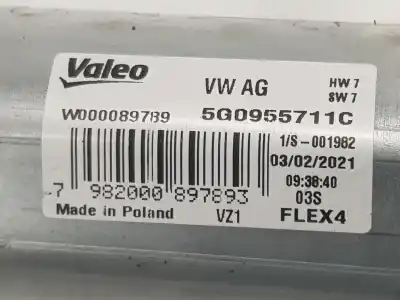 Valeo
VW AG
HW 7
SW 7
W000089789
5G0955711C
1/S-001982
03/02/2021
09:38:40
7 982000 897893
03S
Made in Poland
VZ1
FLEX4